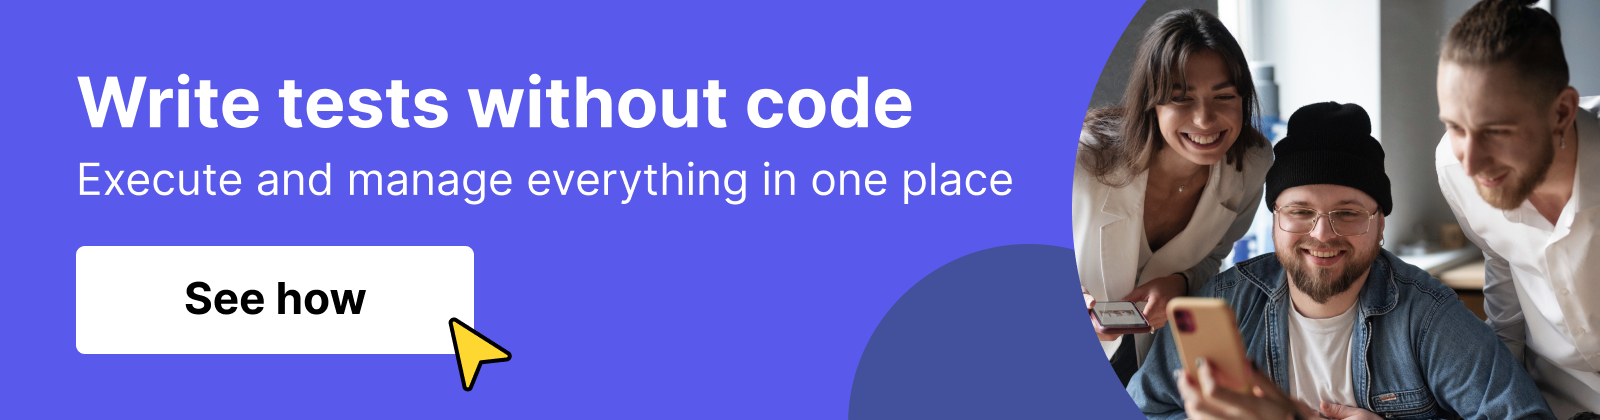 Write tests without code
Execute and manage everything in one place
See how